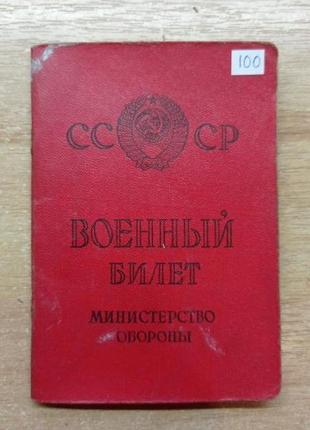 100
СССР
ВОЕННЫЙ
БИЛЕТ
МИНИСТЕРСТВО
ОБОРОНЫ